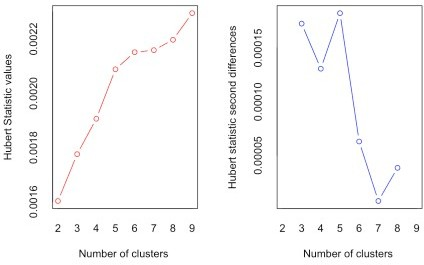 Hubert Statistic values
0.0022
0.0020
0.0018
0.0016
2 3 4 5 6 7 8 9
Number of clusters
Hubert statistic second differences
0.00015
0.00010
0.00005
2 3 4 5 6 7 8 9
Number of clusters